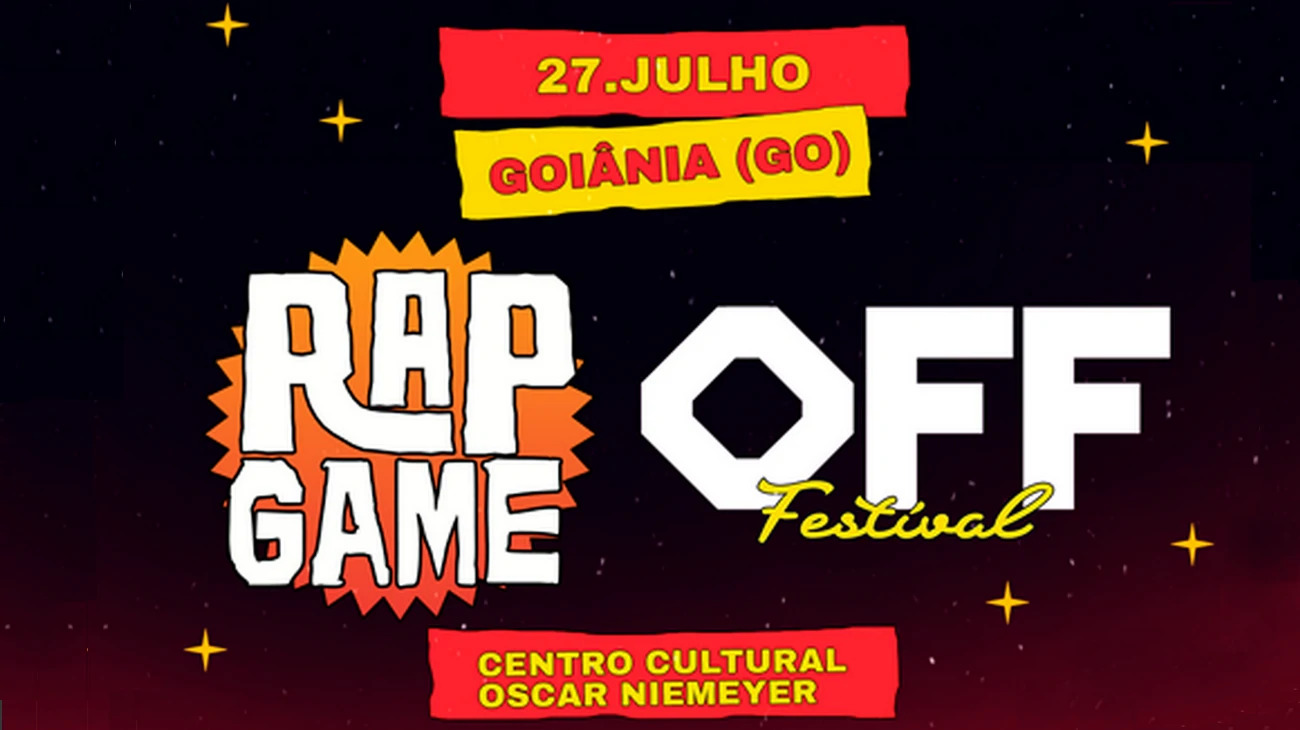 27.JULHO
GOIÂNIA (GO)
RAP
GAME
OFF
Festival
CENTRO CULTURAL
OSCAR NIEMEYER